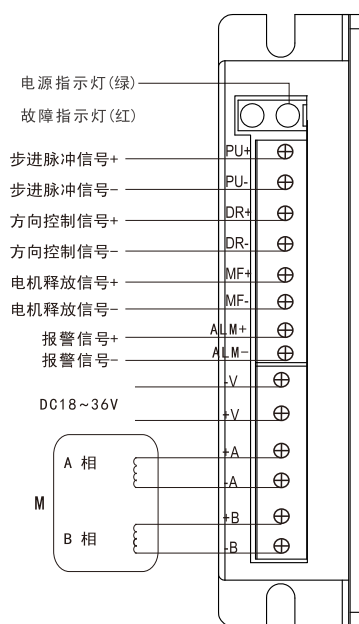 电源指示灯(绿)
故障指示灯(红)
步进脉冲信号+ PU+
步进脉冲信号- PU-
方向控制信号+ DR+
方向控制信号- DR-
电机释放信号+ MF+
电机释放信号- MF-
报警信号+ ALM+
报警信号- ALM-
-V
DC18~36V
+V
A 相 +A
-A
M
+B
B 相
-B